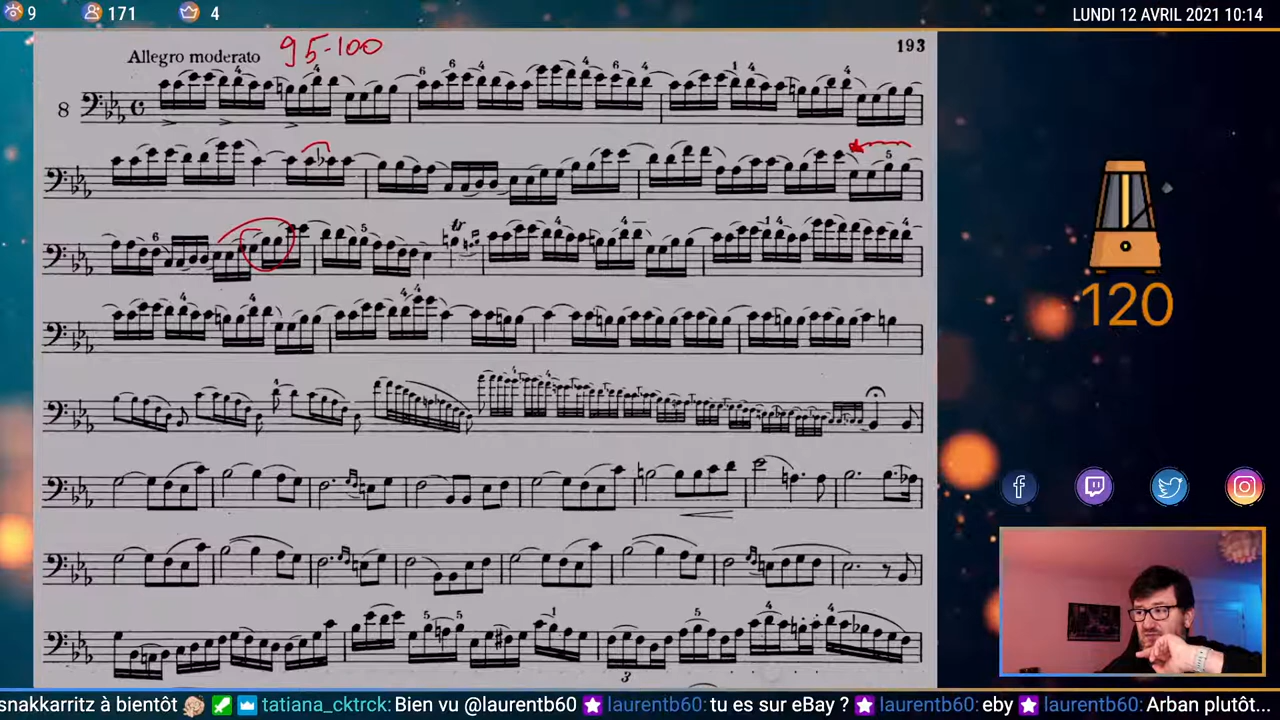 9 171 4 LUNDI 12 AVRIL 2021 10:14
Allegro moderato 95-100 193
8
120
snakkarritz à bientôt tatiana_cktrck: Bien vu @laurentb60 laurentb60: tu es sur eBay ? laurentb60: eby laurentb60: Arban plutôt...